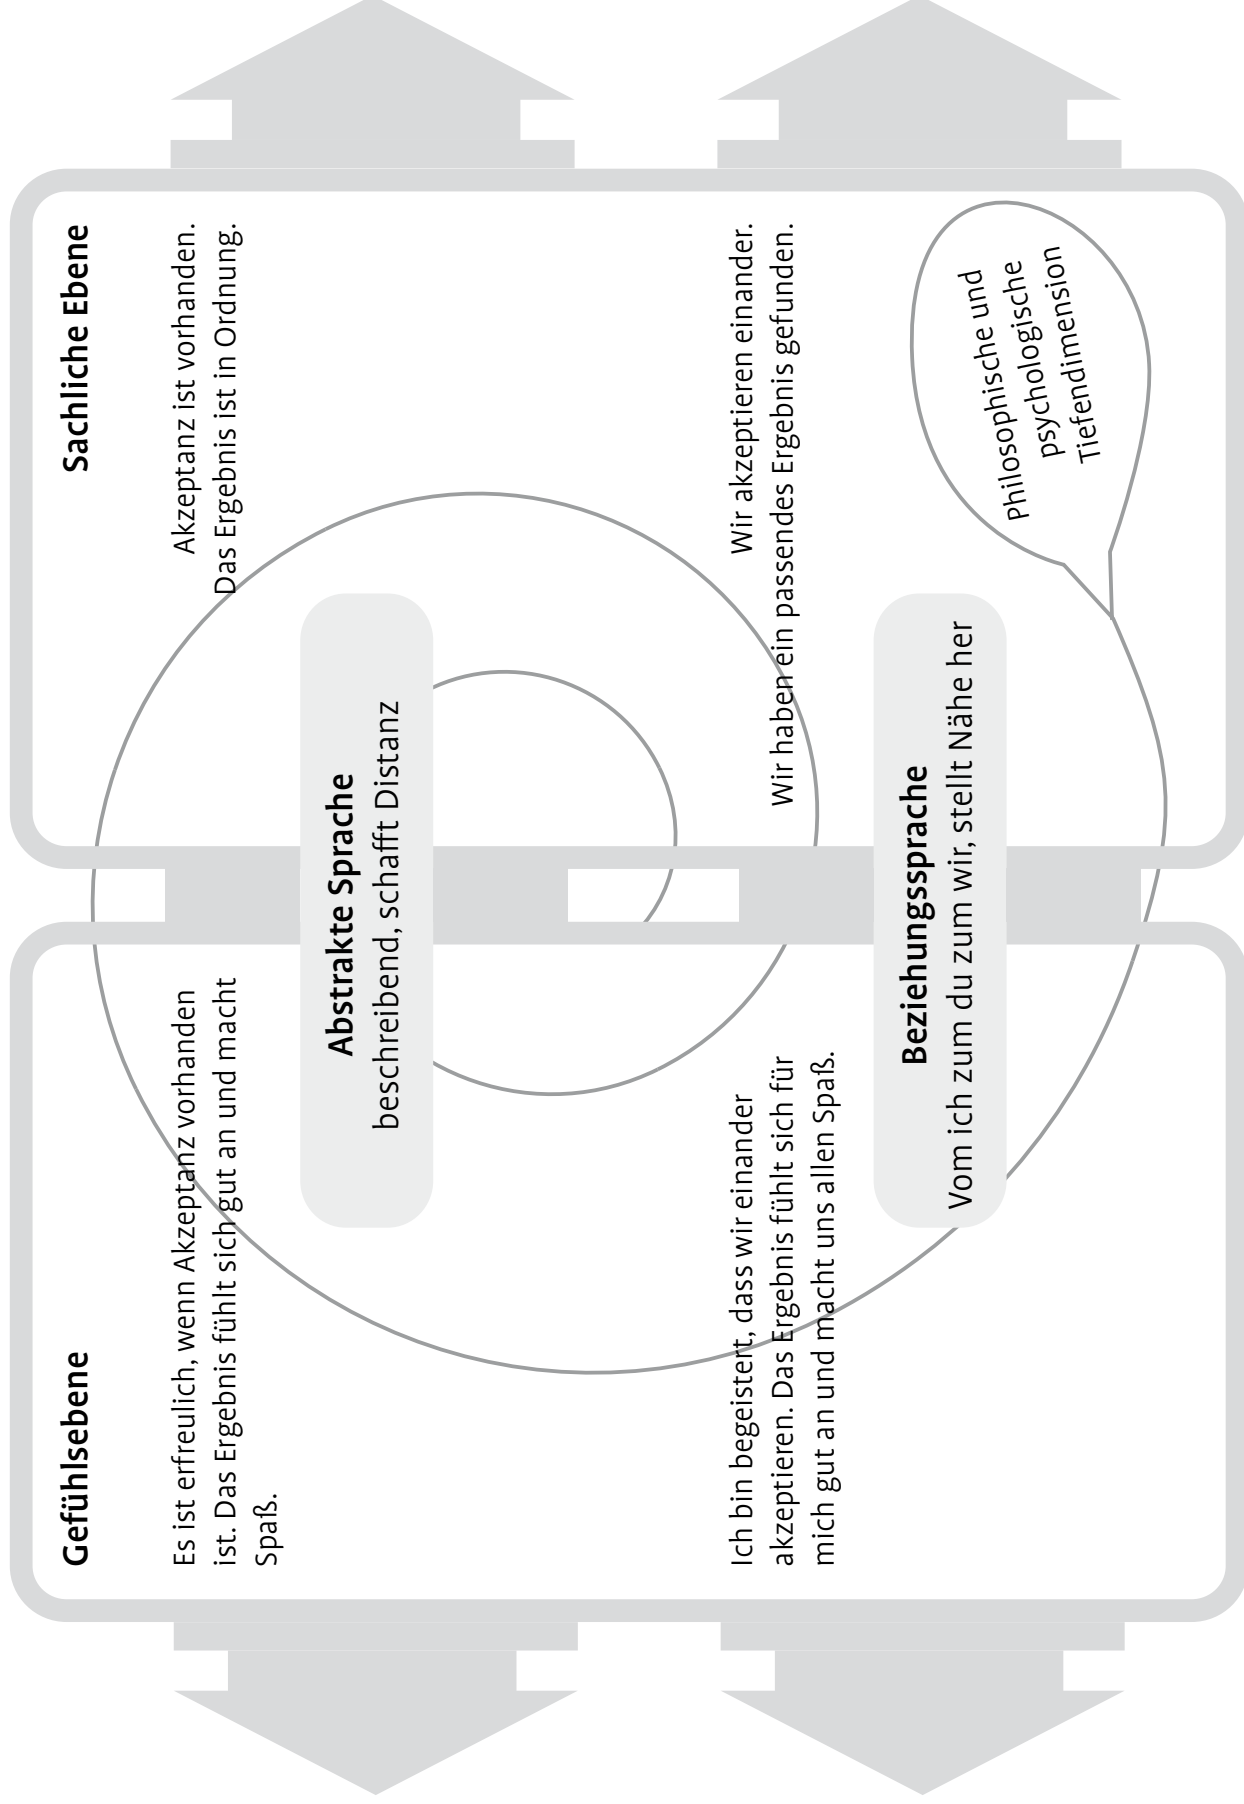 Gefühlsebene
Es ist erfreulich, wenn Akzeptanz vorhanden
ist. Das Ergebnis fühlt sich gut an und macht
Spaß.
Sachliche Ebene
Akzeptanz ist vorhanden.
Das Ergebnis ist in Ordnung.
Abstrakte Sprache
beschreibend, schafft Distanz
Ich bin begeistert, dass wir einander
akzeptieren. Das Ergebnis fühlt sich für
mich gut an und macht uns allen Spaß.
Wir akzeptieren einander.
Wir haben ein passendes Ergebnis gefunden.
Beziehungssprache
Vom ich zum du zum wir, stellt Nähe her
Philosophische und
psychologische
Tiefendimension